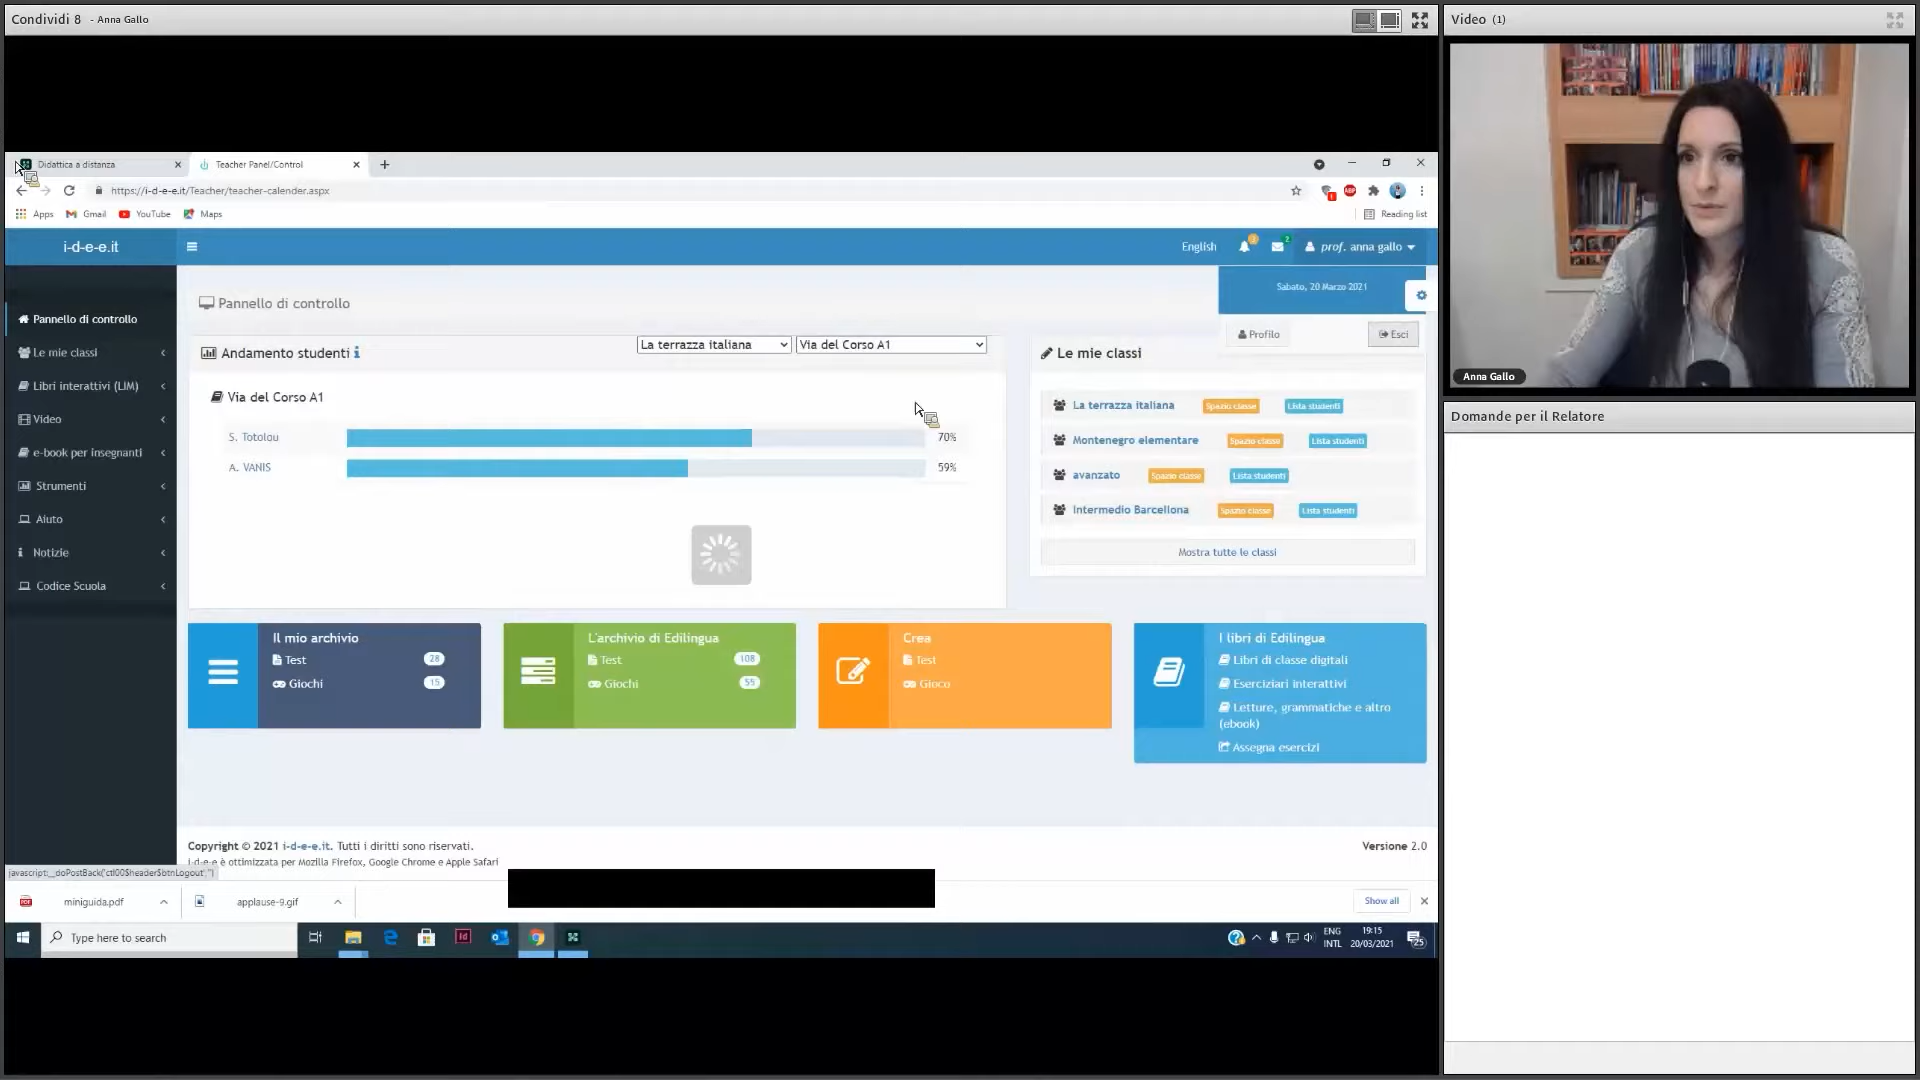 Condividi 8 - Anna Gallo
Video (1)
Didattica a distanza
Teacher Panel/Control
https://i-d-e-e.it/Teacher/teacher-calender.aspx
Apps Gmail YouTube Maps
Reading list
i-d-e-e.it
English
prof. anna gallo
Sabato, 20 Marzo 2021
Profilo
Esci
Pannello di controllo
Le mie classi
Libri interattivi (LIM)
Video
e-book per insegnanti
Strumenti
Aiuto
Notizie
Codice Scuola
Pannello di controllo
Andamento studenti
La terrazza italiana
Via del Corso A1
Via del Corso A1
S. Totolou 70%
A. VANIS 59%
Le mie classi
La terrazza italiana Spazio classe Lista studenti
Montenegro elementare Spazio classe Lista studenti
avanzato Spazio classe Lista studenti
Intermedio Barcellona Spazio classe Lista studenti
Mostra tutte le classi
Il mio archivio
Test 28
Giochi 15
L'archivio di Edilingua
Test 108
Giochi 59
Crea
Test
Gioco
I libri di Edilingua
Libri di classe digitali
Eserciziari interattivi
Letture, grammatiche e altro
(ebook)
Assegna esercizi
Copyright © 2021 i-d-e-e.it. Tutti i diritti sono riservati.
i-d-e-e è ottimizzata per Mozilla Firefox, Google Chrome e Apple Safari
Versione 2.0
javascript:__doPostBack('ctl00$header$btnLogout','')
miniguida.pdf
applause-9.gif
Show all
Type here to search
ENG
INTL
19:15
20/03/2021
25
Anna Gallo
Domande per il Relatore